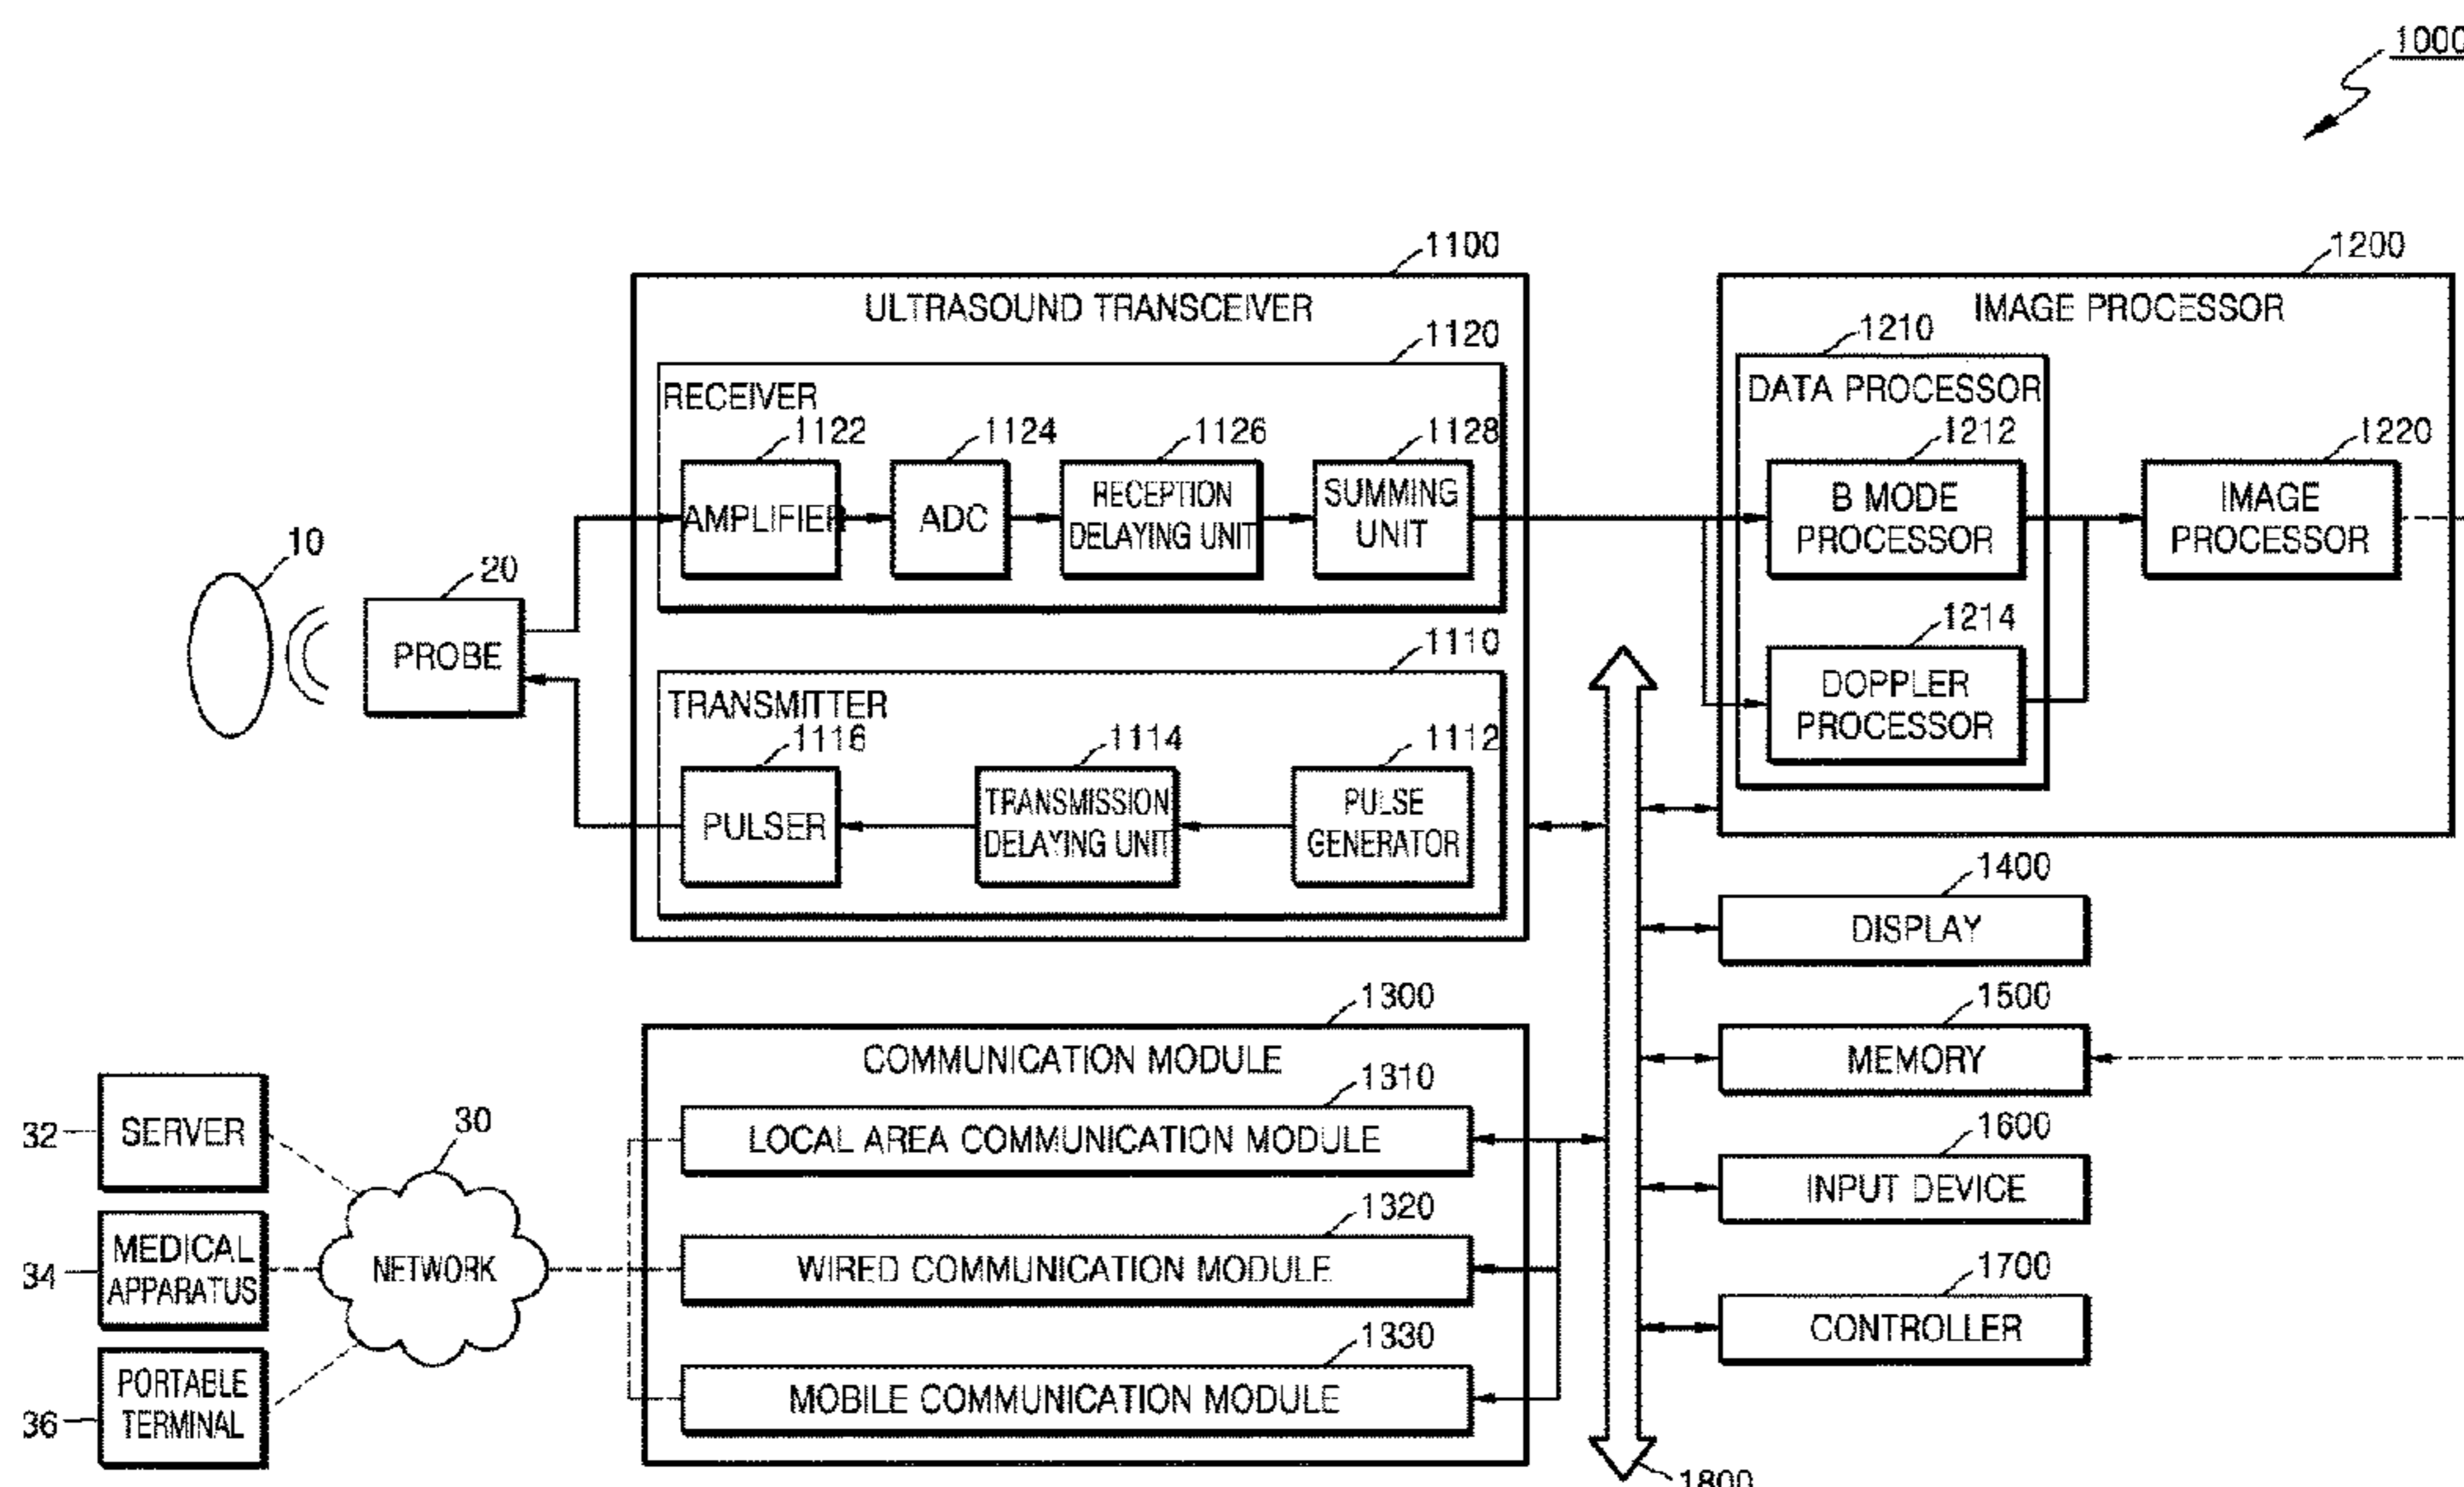 1000
1100
ULTRASOUND TRANSCEIVER
1120
RECEIVER
1122
1124
1126
1128
AMPLIFIER
ADC
RECEPTION
DELAYING UNIT
SUMMING
UNIT
10
20
PROBE
1110
TRANSMITTER
1116
1114
1112
PULSER
TRANSMISSION
DELAYING UNIT
PULSE
GENERATOR
1200
IMAGE PROCESSOR
1210
DATA PROCESSOR
1212
B MODE
PROCESSOR
1220
IMAGE
PROCESSOR
1214
DOPPLER
PROCESSOR
1400
DISPLAY
1500
MEMORY
1600
INPUT DEVICE
1700
CONTROLLER
1300
COMMUNICATION MODULE
1310
LOCAL AREA COMMUNICATION MODULE
1320
WIRED COMMUNICATION MODULE
1330
MOBILE COMMUNICATION MODULE
32
SERVER
30
NETWORK
34
MEDICAL
APPARATUS
36
PORTABLE
TERMINAL
1800